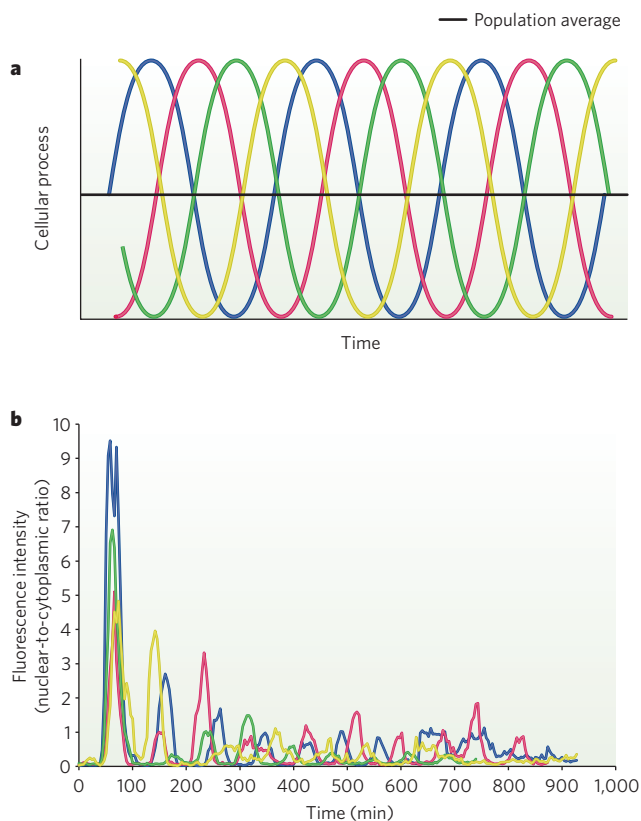 Population average
a
Cellular process
Time
b
Fluorescence intensity
(nuclear-to-cytoplasmic ratio)
10
9
8
7
6
5
4
3
2
1
0
0 100 200 300 400 500 600 700 800 900 1,000
Time (min)